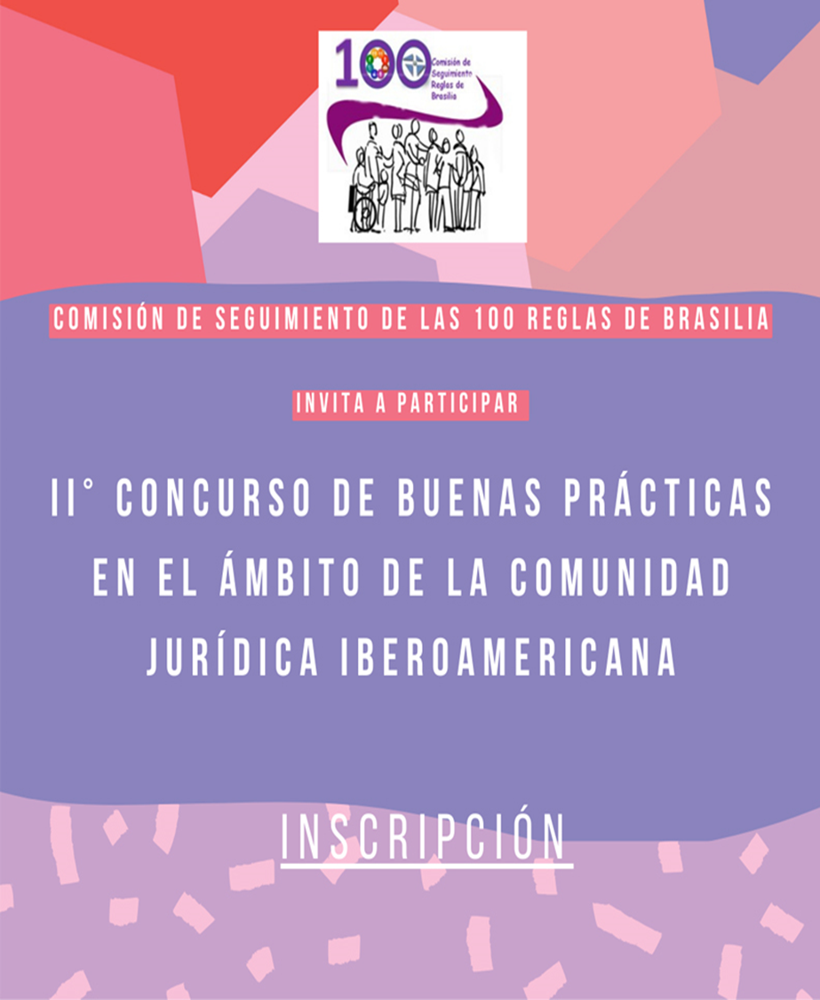 100
Comisión de
Seguimiento
Reglas de
Brasilia
COMISIÓN DE SEGUIMIENTO DE LAS 100 REGLAS DE BRASILIA
INVITA A PARTICIPAR
II° CONCURSO DE BUENAS PRÁCTICAS
EN EL ÁMBITO DE LA COMUNIDAD
JURÍDICA IBEROAMERICANA
INSCRIPCIÓN